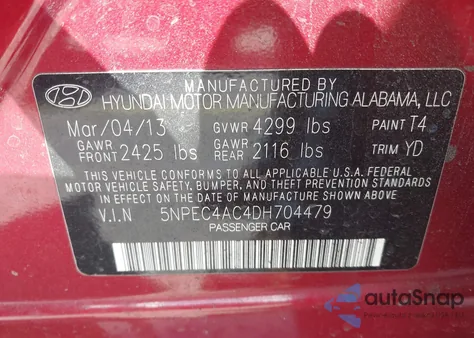 MANUFACTURED BY
HYUNDAI MOTOR MANUFACTURING ALABAMA, LLC
Mar/04/13 GVWR 4299 lbs PAINT T4
GAWR FRONT 2425 lbs GAWR REAR 2116 lbs TRIM YD
THIS VEHICLE CONFORMS TO ALL APPLICABLE U.S.A. FEDERAL
MOTOR VEHICLE SAFETY, BUMPER, AND THEFT PREVENTION STANDARDS
IN EFFECT ON THE DATE OF MANUFACTURE SHOWN ABOVE.
V.I.N 5NPEC4AC4DH704479
PASSENGER CAR
autoSnap